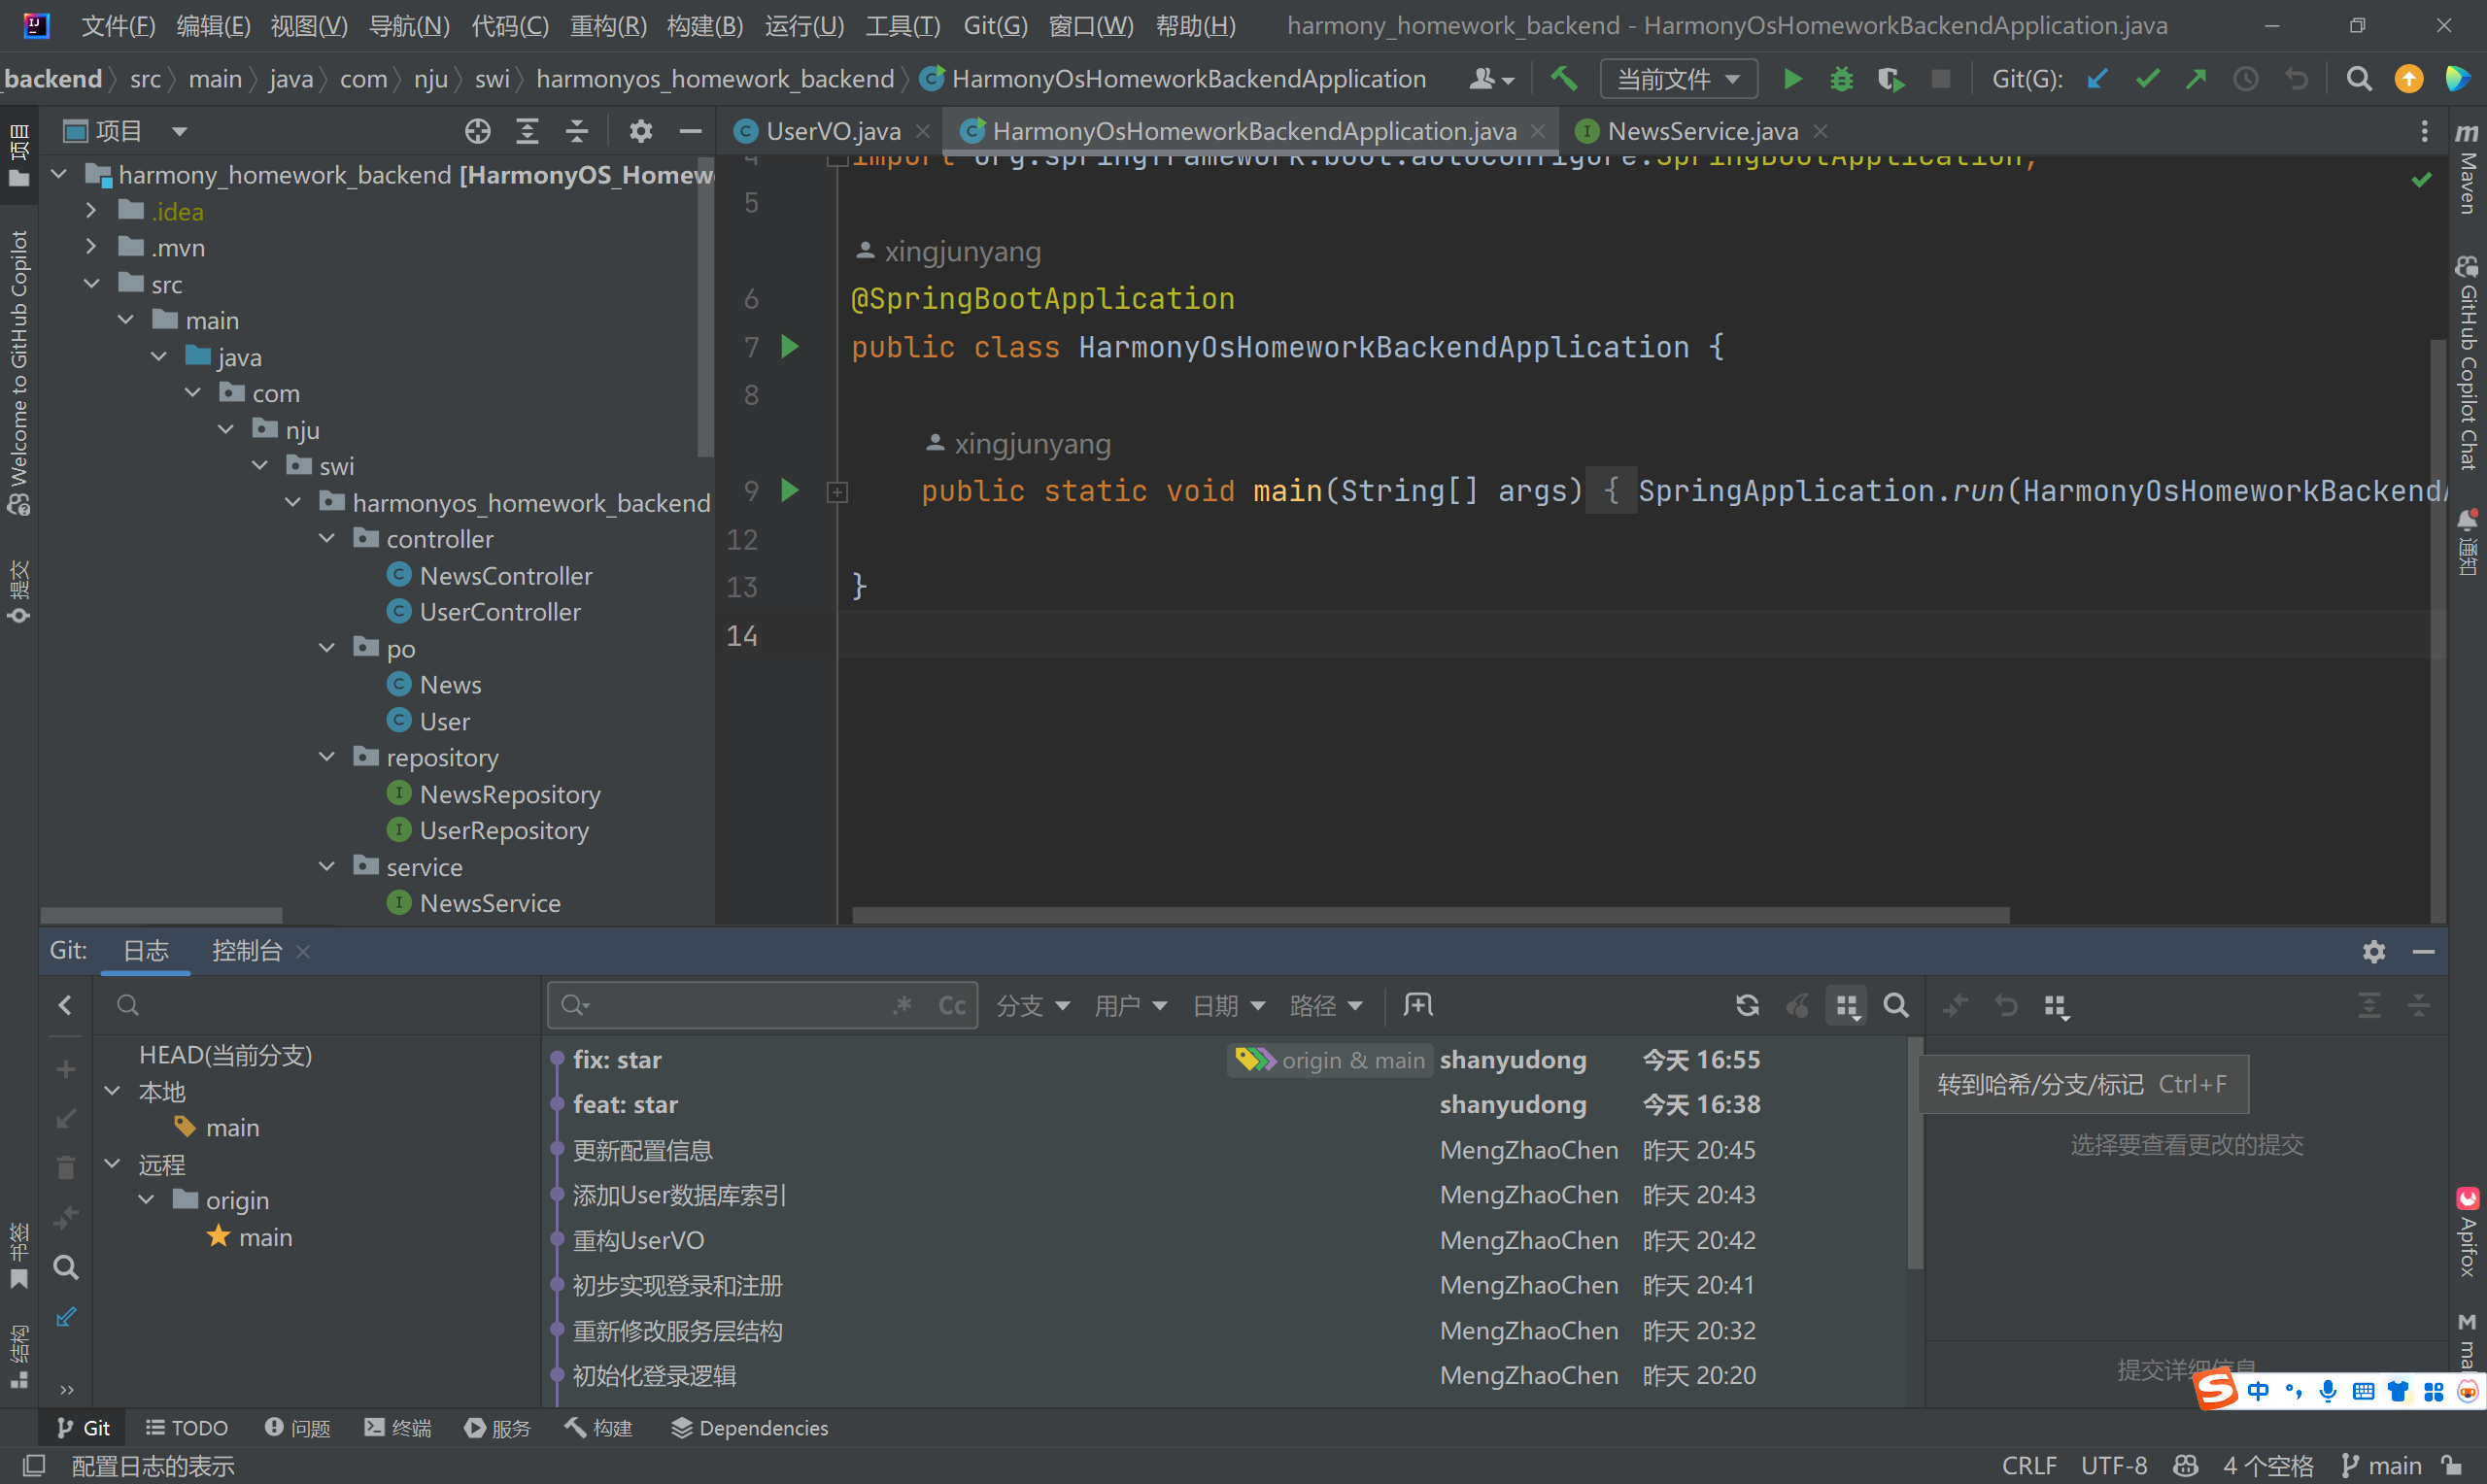 文件(F) 编辑(E) 视图(V) 导航(N) 代码(C) 重构(R) 构建(B) 运行(U) 工具(T) Git(G) 窗口(W) 帮助(H) harmony_homework_backend - HarmonyOsHomeworkBackendApplication.java
_backend src main java com nju swi harmonyos_homework_backend HarmonyOsHomeworkBackendApplication 当前文件 Git(G):
项目
UserVO.java HarmonyOsHomeworkBackendApplication.java NewsService.java
harmony_homework_backend [HarmonyOS_Homew
.idea
.mvn
src
main
java
com
nju
swi
harmonyos_homework_backend
controller
NewsController
UserController
po
News
User
repository
NewsRepository
UserRepository
service
NewsService
4 import org.springframework.boot.autoconfigure.SpringBootApplication;
5
xingjunyang
6 @SpringBootApplication
7 public class HarmonyOsHomeworkBackendApplication {
8
xingjunyang
9 public static void main(String[] args) { SpringApplication.run(HarmonyOsHomeworkBackendA
12
13 }
14
项目
Welcome to GitHub Copilot
提交
书签
结构
Maven
GitHub Copilot Chat
通知
Apifox
ma
Git: 日志 控制台
.* Cc 分支 用户 日期 路径
HEAD(当前分支)
本地
main
远程
origin
main
fix: star origin & main shanyudong 今天 16:55
feat: star shanyudong 今天 16:38
更新配置信息 MengZhaoChen 昨天 20:45
添加User数据库索引 MengZhaoChen 昨天 20:43
重构UserVO MengZhaoChen 昨天 20:42
初步实现登录和注册 MengZhaoChen 昨天 20:41
重新修改服务层结构 MengZhaoChen 昨天 20:32
初始化登录逻辑 MengZhaoChen 昨天 20:20
转到哈希/分支/标记 Ctrl+F
选择要查看更改的提交
提交详细信息
中
Git TODO 问题 终端 服务 构建 Dependencies
配置日志的表示 CRLF UTF-8 4 个空格 main